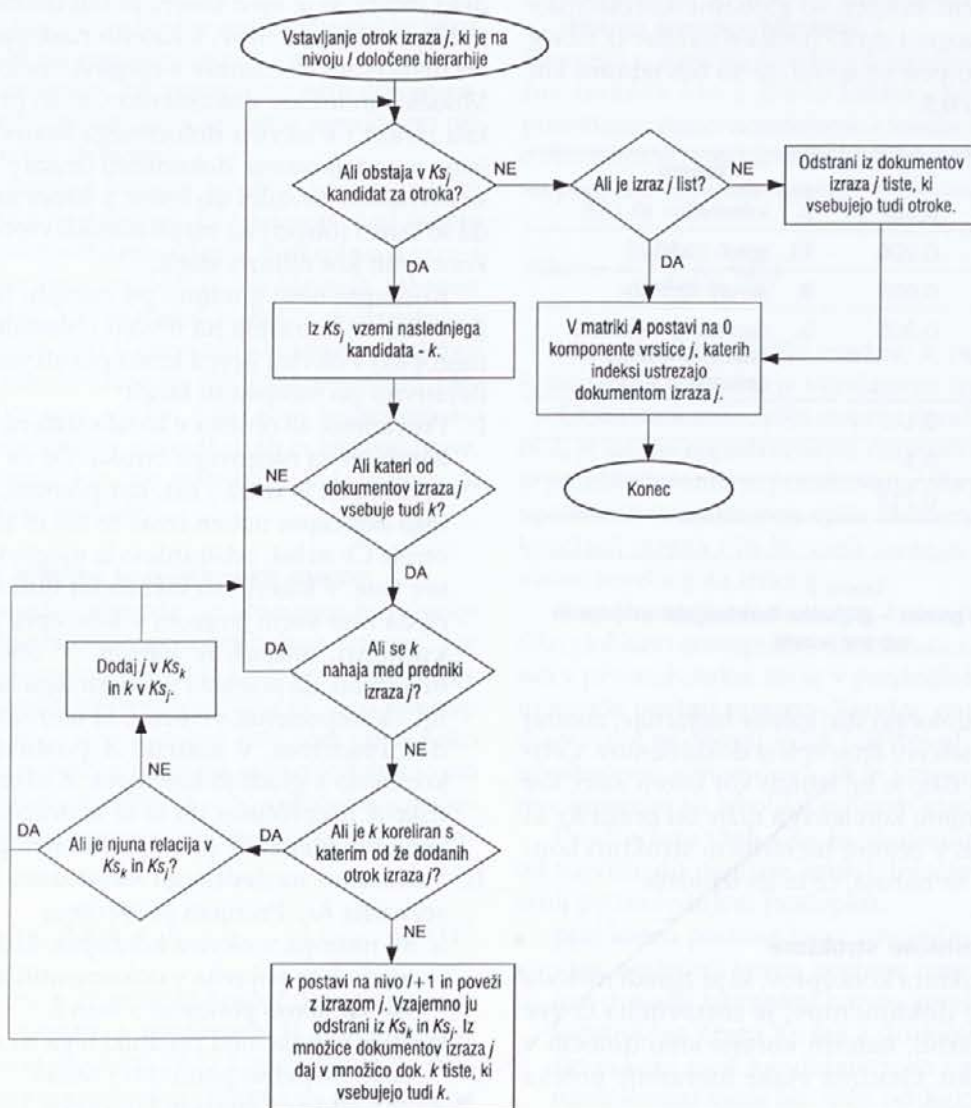 Vstavljanje otrok izraza j, ki je na
nivoju l določene hierarhije
Ali obstaja v Ksj
kandidat za otroka?
NE
Ali je izraz j list?
NE
Odstrani iz dokumentov
izraza j tiste, ki
vsebujejo tudi otroke.
DA
DA
Iz Ksj vzemi naslednjega
kandidata - k.
V matriki A postavi na 0
komponente vrstice j, katerih
indeksi ustrezajo
dokumentom izraza j.
Konec
NE
Ali kateri od
dokumentov izraza j
vsebuje tudi k?
DA
DA
Ali se k
nahaja med predniki
izraza j?
Dodaj j v Ksk
in k v Ksj.
NE
NE
DA
Ali je njuna relacija v
Ksk in Ksj?
DA
Ali je k koreliran s
katerim od že dodanih
otrok izraza j?
NE
k postavi na nivo l+1 in poveži
z izrazom j. Vzajemno ju
odstrani iz Ksk in Ksj. Iz
množice dokumentov izraza j
daj v množico dok. k tiste, ki
vsebujejo tudi k.